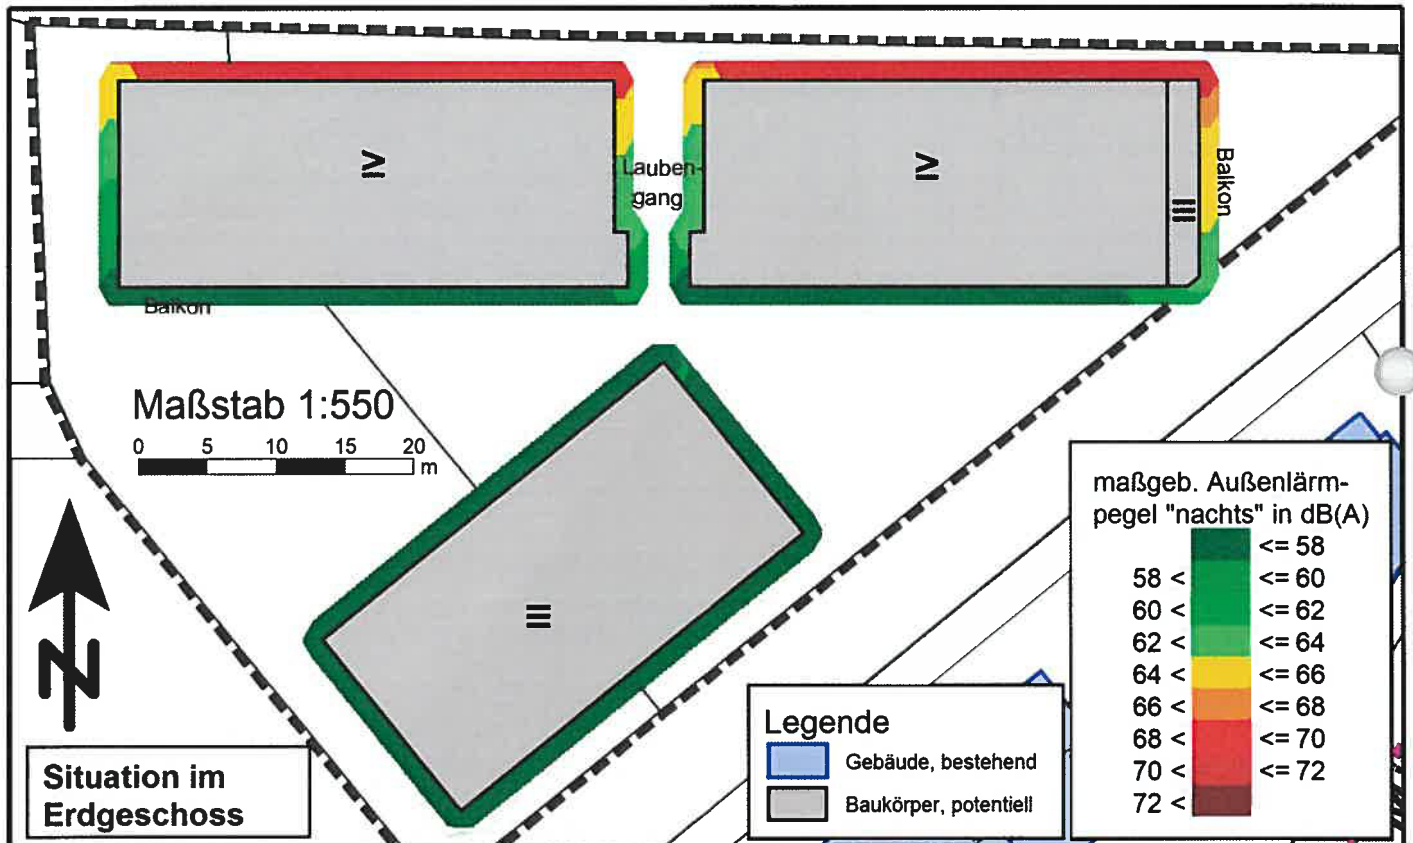 IV
IV
III
Lauben-
gang
Balkon
Balkon
Maßstab 1:550
0 5 10 15 20
m
III
N
Situation im
Erdgeschoss
Legende
Gebäude, bestehend
Baukörper, potentiell
maßgeb. Außenlärm-
pegel "nachts" in dB(A)
<= 58
58 < <= 60
60 < <= 62
62 < <= 64
64 < <= 66
66 < <= 68
68 < <= 70
70 < <= 72
72 <